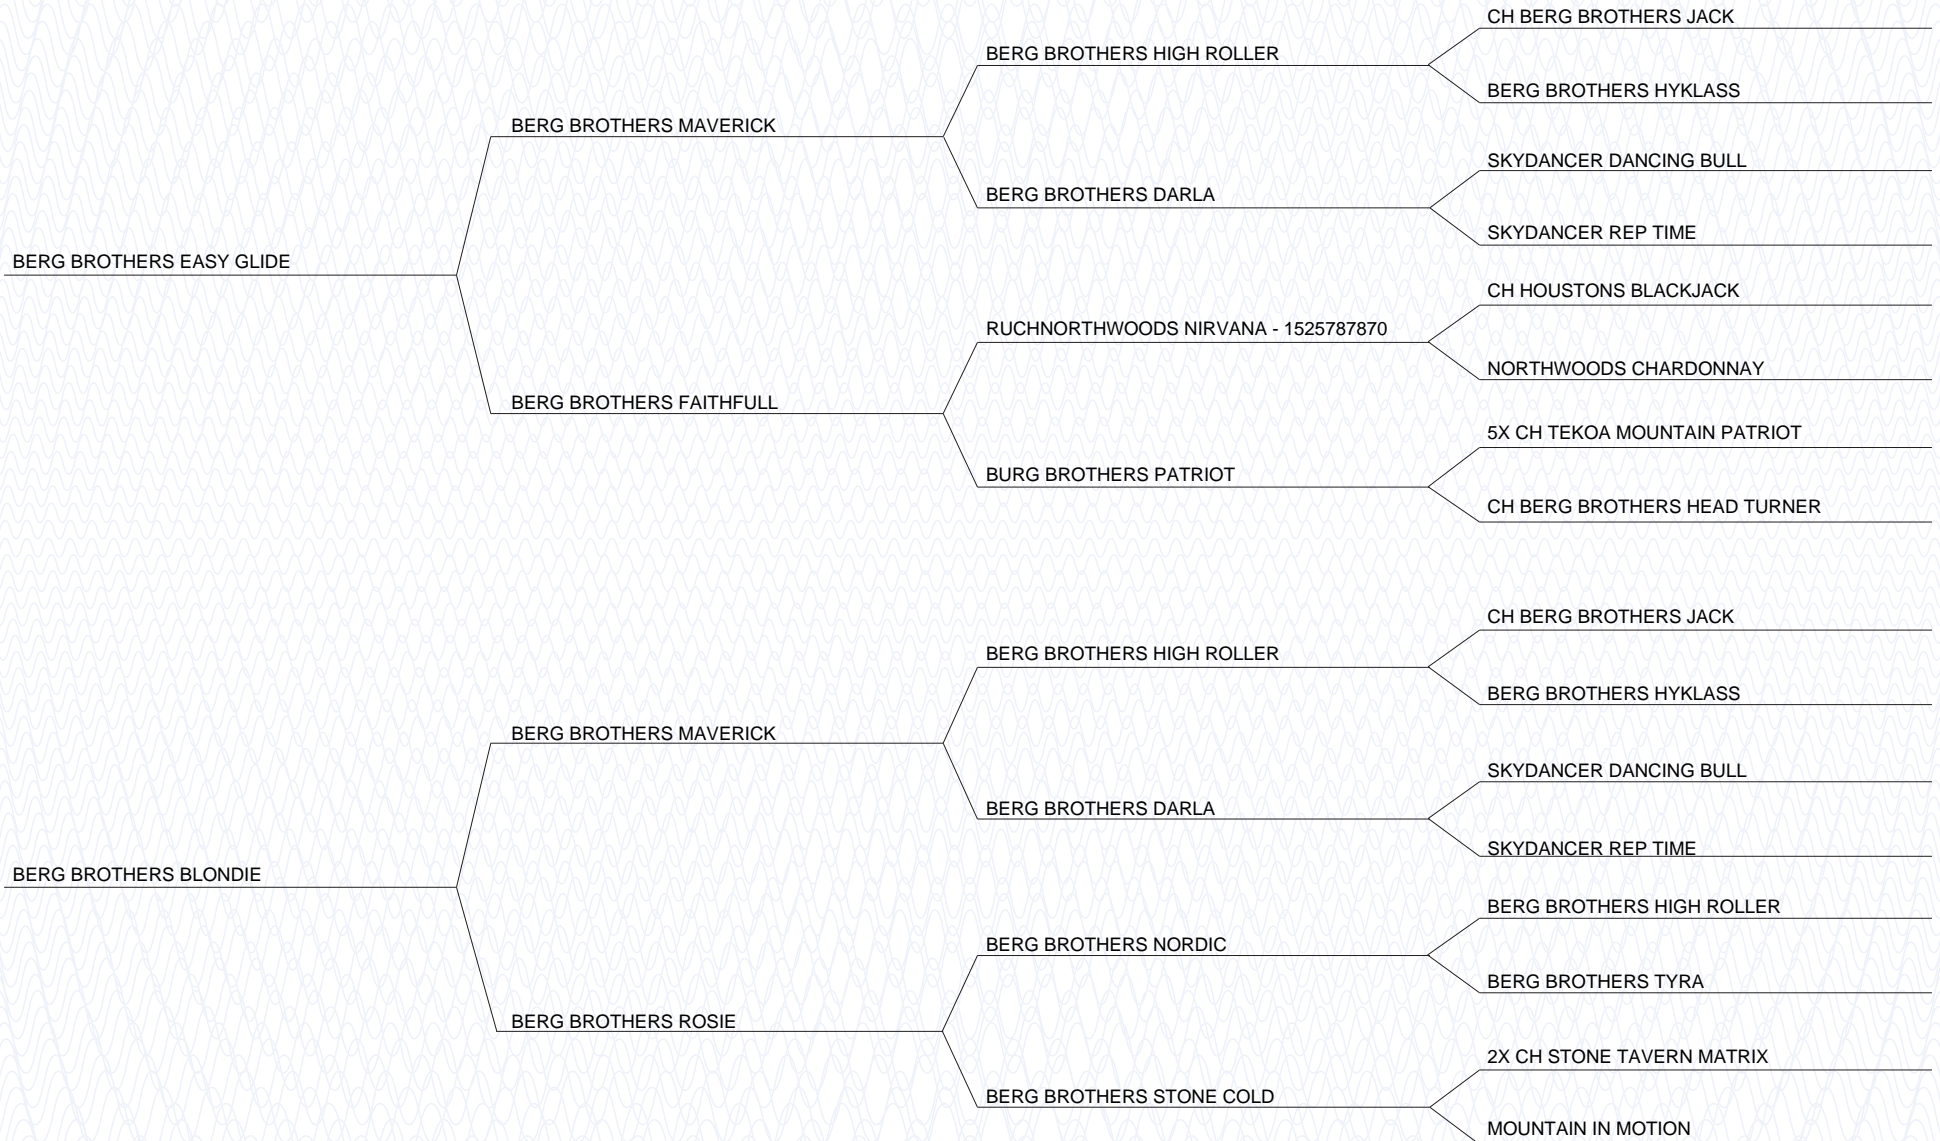 CH BERG BROTHERS JACK
BERG BROTHERS HIGH ROLLER
BERG BROTHERS HYKLASS
BERG BROTHERS MAVERICK
SKYDANCER DANCING BULL
BERG BROTHERS DARLA
SKYDANCER REP TIME
BERG BROTHERS EASY GLIDE
CH HOUSTONS BLACKJACK
RUCHNORTHWOODS NIRVANA - 1525787870
NORTHWOODS CHARDONNAY
BERG BROTHERS FAITHFULL
5X CH TEKOA MOUNTAIN PATRIOT
BURG BROTHERS PATRIOT
CH BERG BROTHERS HEAD TURNER
CH BERG BROTHERS JACK
BERG BROTHERS HIGH ROLLER
BERG BROTHERS HYKLASS
BERG BROTHERS MAVERICK
SKYDANCER DANCING BULL
BERG BROTHERS DARLA
SKYDANCER REP TIME
BERG BROTHERS BLONDIE
BERG BROTHERS HIGH ROLLER
BERG BROTHERS NORDIC
BERG BROTHERS TYRA
BERG BROTHERS ROSIE
2X CH STONE TAVERN MATRIX
BERG BROTHERS STONE COLD
MOUNTAIN IN MOTION